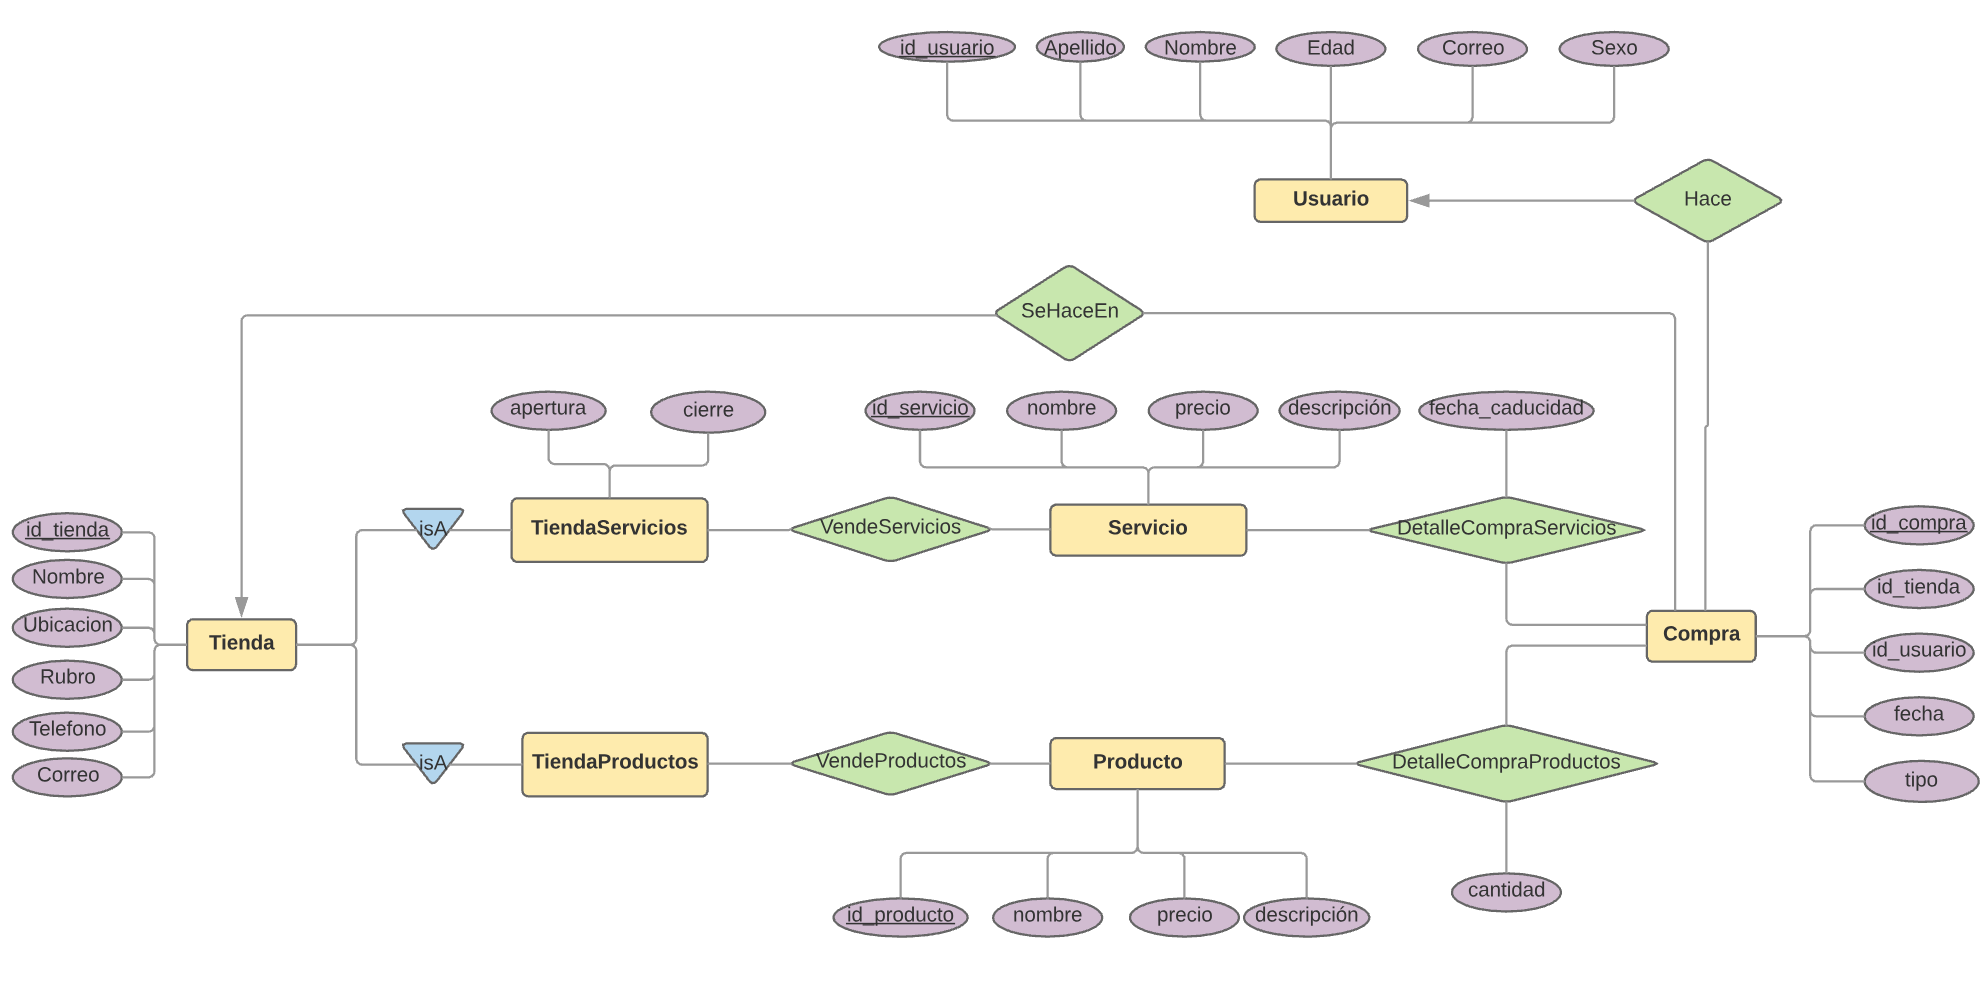 id_usuario
Apellido
Nombre
Edad
Correo
Sexo
Usuario
Hace
SeHaceEn
apertura
cierre
id_servicio
nombre
precio
descripción
fecha_caducidad
isA
TiendaServicios
VendeServicios
Servicio
DetalleCompraServicios
id_tienda
Nombre
Ubicacion
Rubro
Telefono
Correo
Tienda
Compra
id_compra
id_tienda
id_usuario
fecha
tipo
isA
TiendaProductos
VendeProductos
Producto
DetalleCompraProductos
id_producto
nombre
precio
descripción
cantidad